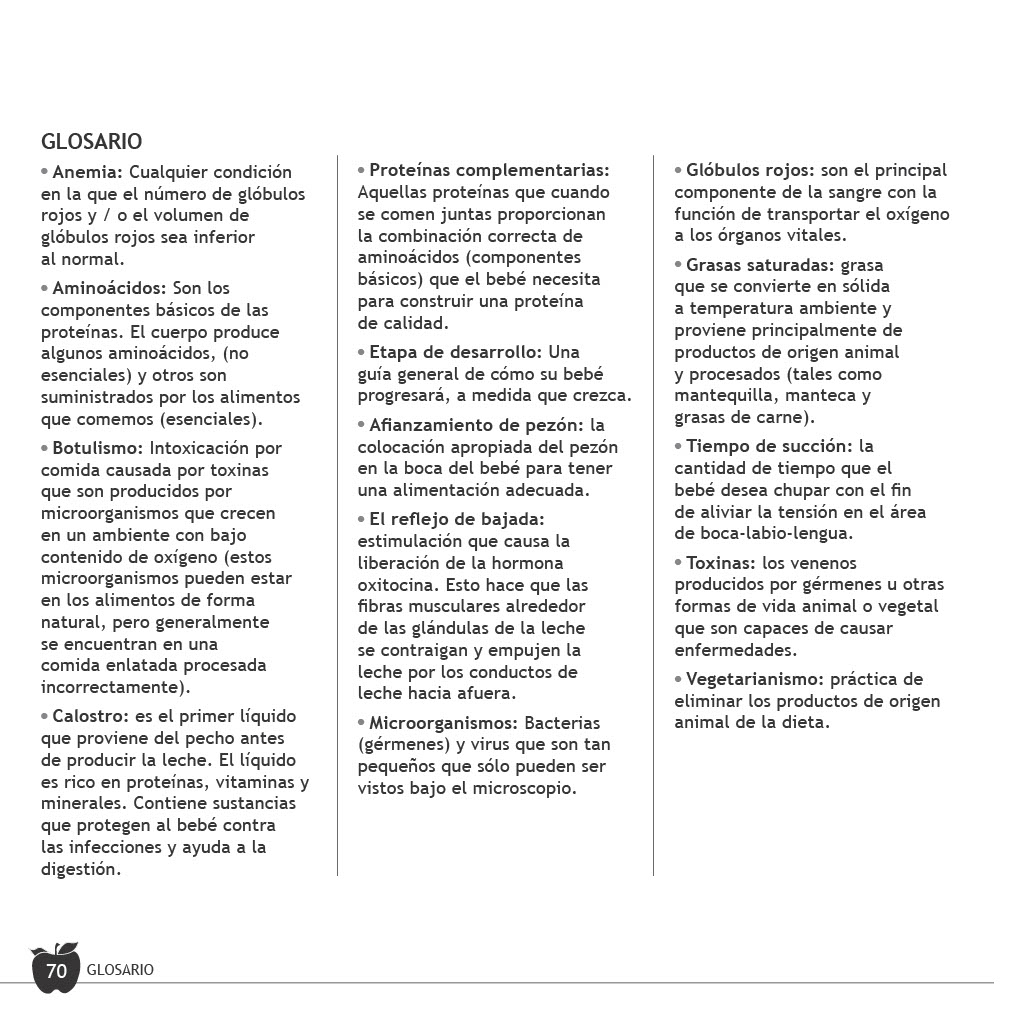 GLOSARIO
• Anemia: Cualquier condición
en la que el número de glóbulos
rojos y / o el volumen de
glóbulos rojos sea inferior
al normal.
• Aminoácidos: Son los
componentes básicos de las
proteínas. El cuerpo produce
algunos aminoácidos, (no
esenciales) y otros son
suministrados por los alimentos
que comemos (esenciales).
• Botulismo: Intoxicación por
comida causada por toxinas
que son producidos por
microorganismos que crecen
en un ambiente con bajo
contenido de oxígeno (estos
microorganismos pueden estar
en los alimentos de forma
natural, pero generalmente
se encuentran en una
comida enlatada procesada
incorrectamente).
• Calostro: es el primer líquido
que proviene del pecho antes
de producir la leche. El líquido
es rico en proteínas, vitaminas y
minerales. Contiene sustancias
que protegen al bebé contra
las infecciones y ayuda a la
digestión.
• Proteínas complementarias:
Aquellas proteínas que cuando
se comen juntas proporcionan
la combinación correcta de
aminoácidos (componentes
básicos) que el bebé necesita
para construir una proteína
de calidad.
• Etapa de desarrollo: Una
guía general de cómo su bebé
progresará, a medida que crezca.
• Afianzamiento de pezón: la
colocación apropiada del pezón
en la boca del bebé para tener
una alimentación adecuada.
• El reflejo de bajada:
estimulación que causa la
liberación de la hormona
oxitocina. Esto hace que las
fibras musculares alrededor
de las glándulas de la leche
se contraigan y empujen la
leche por los conductos de
leche hacia afuera.
• Microorganismos: Bacterias
(gérmenes) y virus que son tan
pequeños que sólo pueden ser
vistos bajo el microscopio.
• Glóbulos rojos: son el principal
componente de la sangre con la
función de transportar el oxígeno
a los órganos vitales.
• Grasas saturadas: grasa
que se convierte en sólida
a temperatura ambiente y
proviene principalmente de
productos de origen animal
y procesados (tales como
mantequilla, manteca y
grasas de carne).
• Tiempo de succión: la
cantidad de tiempo que el
bebé desea chupar con el fin
de aliviar la tensión en el área
de boca-labio-lengua.
• Toxinas: los venenos
producidos por gérmenes u otras
formas de vida animal o vegetal
que son capaces de causar
enfermedades.
• Vegetarianismo: práctica de
eliminar los productos de origen
animal de la dieta.
70 GLOSARIO